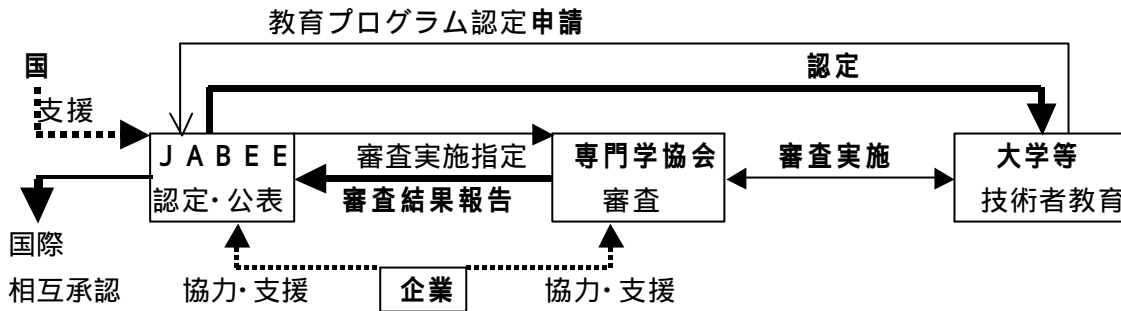 教育プログラム認定申請
国
認定
支援
JABEE
認定・公表
審査実施指定
審査結果報告
専門学協会
審査
審査実施
大学等
技術者教育
国際
相互承認
協力・支援
企業
協力・支援